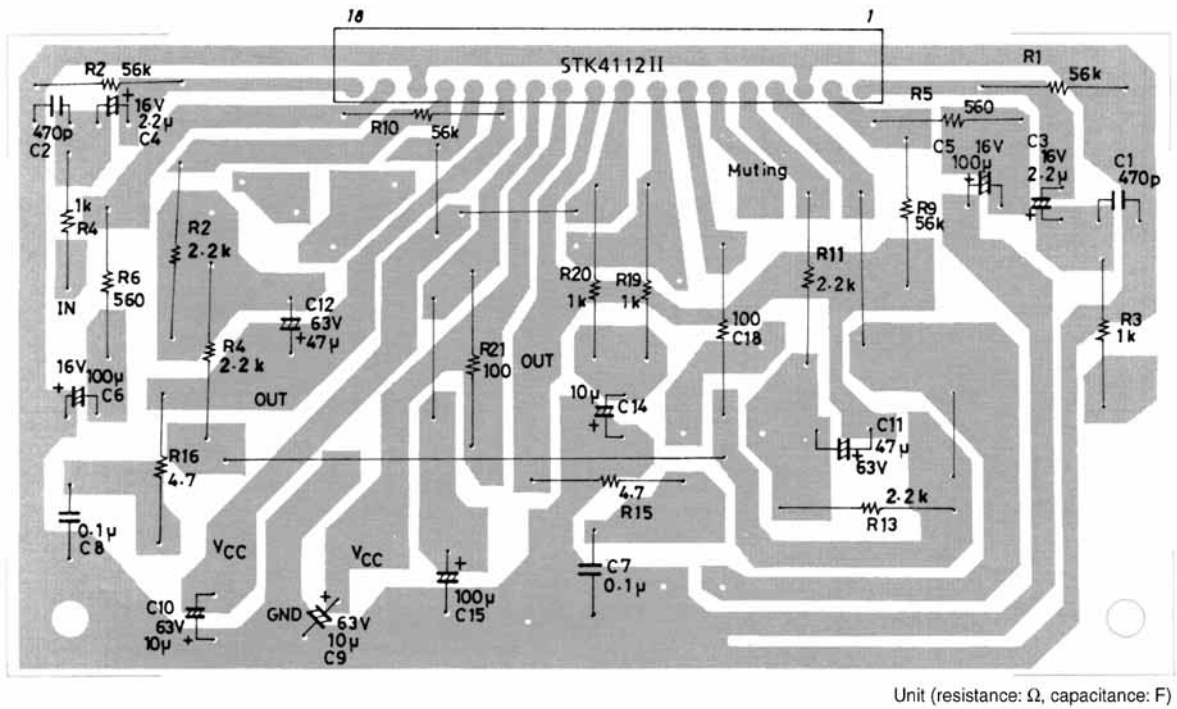 18
1
STK4112II
R2
56k
16V
2.2μ
C4
470p
C2
R10
56k
R1
56k
R5
560
C5
16V
100μ
C3
16V
2.2μ
C1
470p
Muting
1k
R4
R2
2.2k
R9
56k
R6
560
IN
R11
2.2k
R20
1k
R19
1k
C12
63V
47μ
100
C18
R3
1k
R4
2.2k
R21
100
OUT
16V
100μ
C6
OUT
10μ
C14
C11
47μ
63V
R16
4.7
4.7
R15
2.2k
R13
0.1μ
C8
VCC
VCC
C7
0.1μ
100μ
C15
C10
63V
10μ
GND
63V
10μ
C9
Unit (resistance: Ω, capacitance: F)